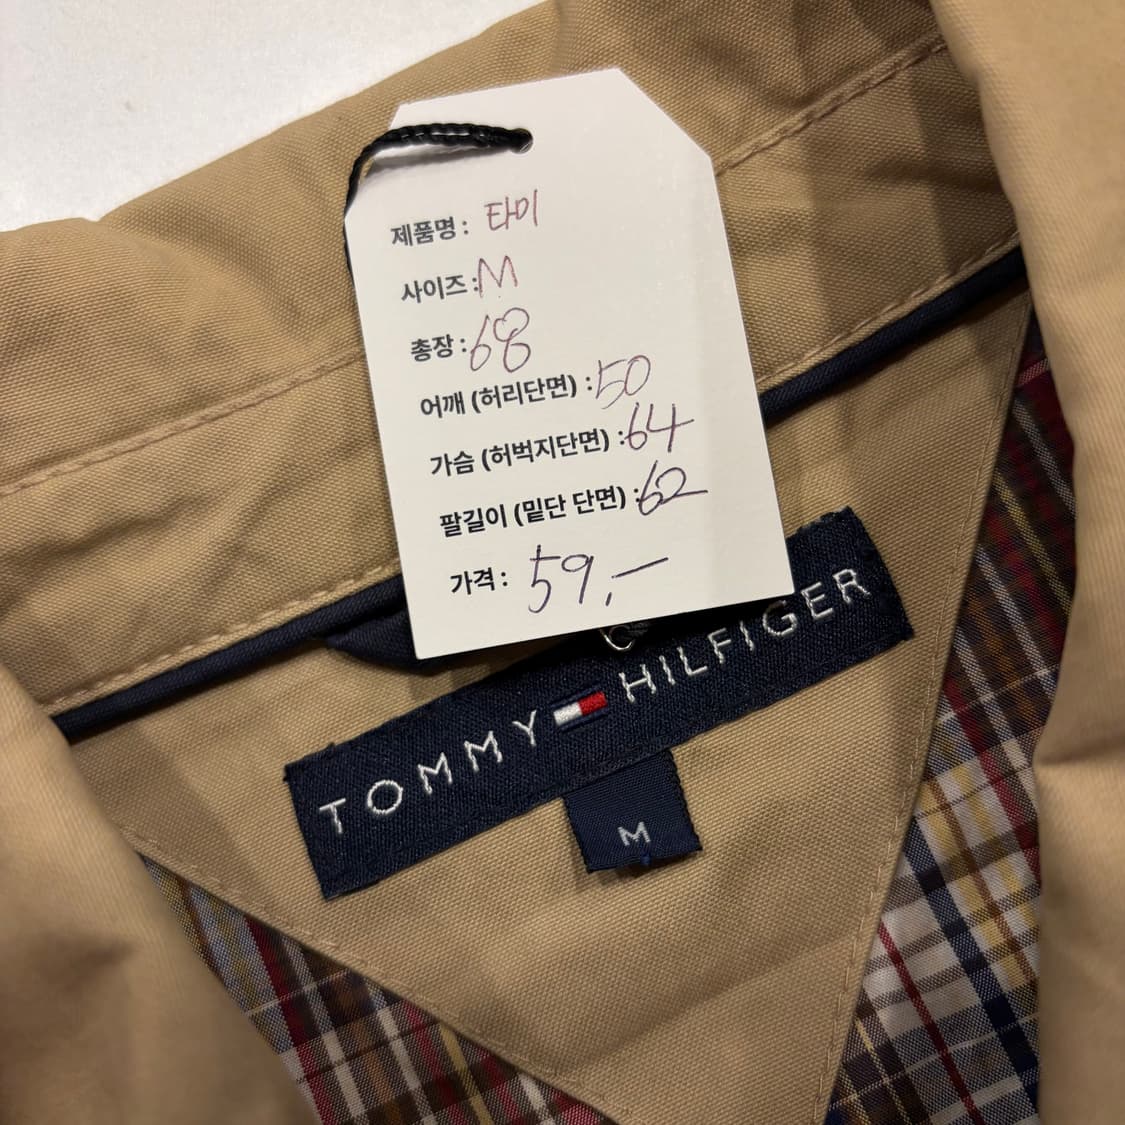 제품명 : 타미
사이즈 : M
총장 : 68
어깨 (허리단면) : 50
가슴 (허벅지단면) : 64
팔길이 (밑단 단면) : 62
가격 : 59,-
TOMMY HILFIGER
M